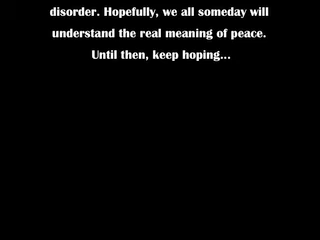 disorder. Hopefully, we all someday will
understand the real meaning of peace.
Until then, keep hoping...